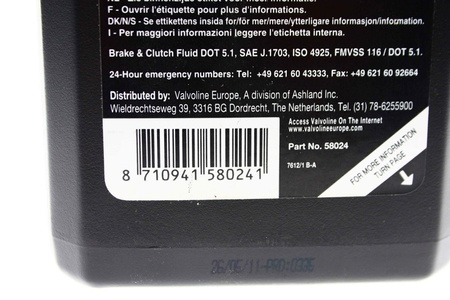 F - Ouvrir l'étiquette pour plus d'informations.
DK/N/S - Se etikettens insida for/för mer/mere/ytterligare informasjon/information.
I - Per maggiori informazioni leggere l'etichetta interna.
Brake & Clutch Fluid DOT 5.1, SAE J.1703, ISO 4925, FMVSS 116 / DOT 5.1.
24-Hour emergency numbers: Tel: +49 621 60 43333, Fax: +49 621 60 92664
Distributed by: Valvoline Europe, A division of Ashland Inc.
Wieldrechtseweg 39, 3316 BG Dordrecht, The Netherlands, Tel. (31) 78-6255900
Access Valvoline On The Internet
www.valvolineeurope.com
Part No. 58024
7612/1 B-A
FOR MORE INFORMATION
TURN PAGE
8 710941 580241